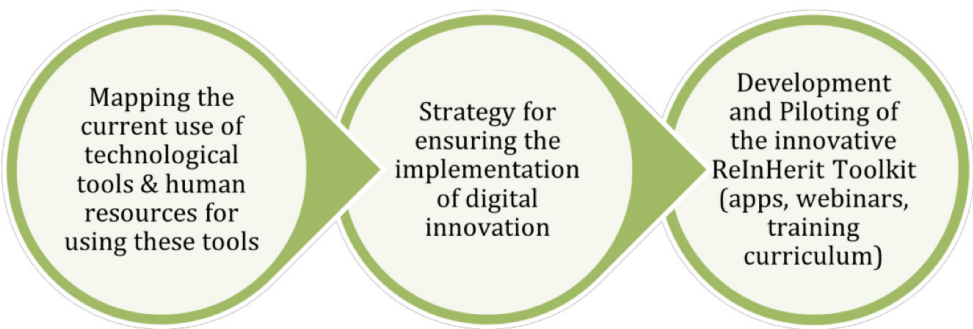 Mapping the
current use of
technological
tools & human
resources for
using these tools
Strategy for
ensuring the
implementation
of digital
innovation
Development
and Piloting of
the innovative
ReInHerit Toolkit
(apps, webinars,
training
curriculum)